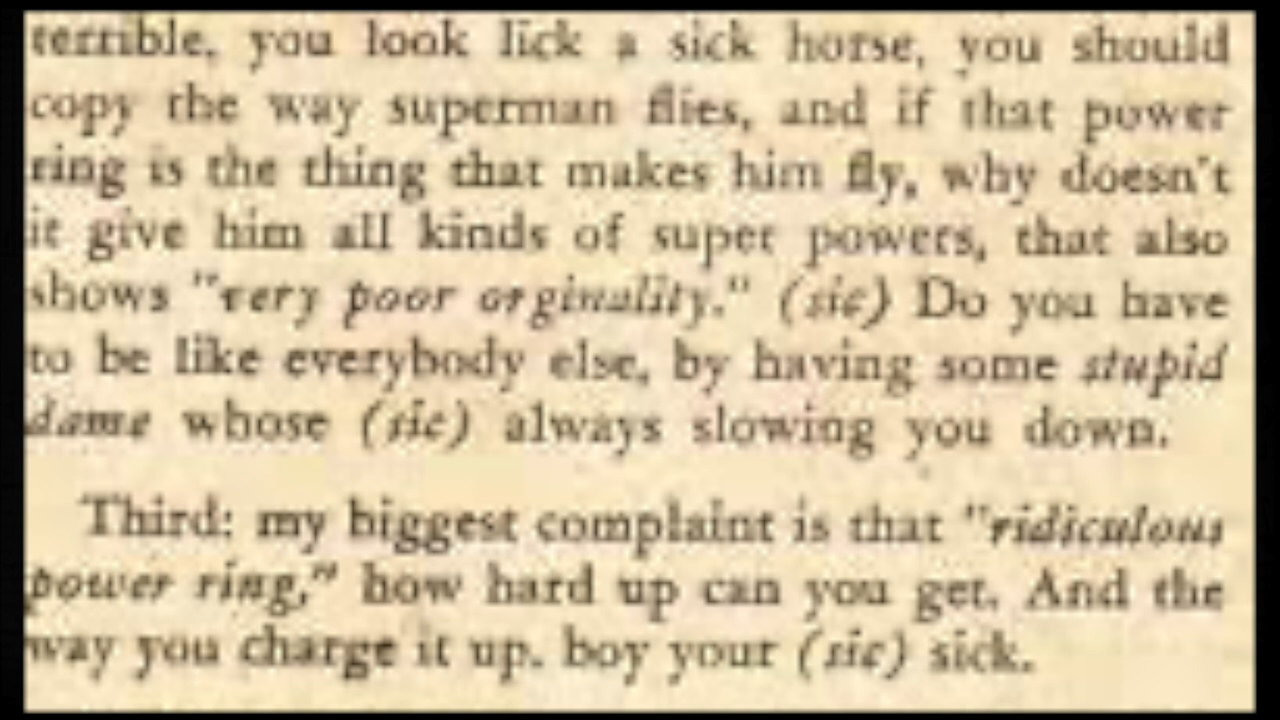 terrible, you look lick a sick horse, you should
copy the way superman flies, and if that power
ring is the thing that makes him fly, why doesn't
it give him all kinds of super powers, that also
shows "very poor orginality." (sic) Do you have
to be like everybody else, by having some stupid
dame whose (sic) always slowing you down.
Third: my biggest complaint is that "ridiculous
power ring," how hard up can you get. And the
way you charge it up. boy your (sic) sick.